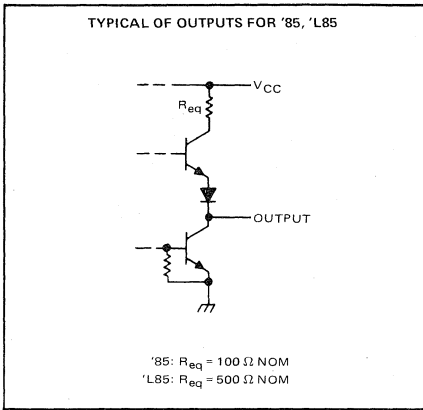 TYPICAL OF OUTPUTS FOR '85, 'L85
VCC
Req
OUTPUT
'85: Req = 100 Ω NOM
'L85: Req = 500 Ω NOM